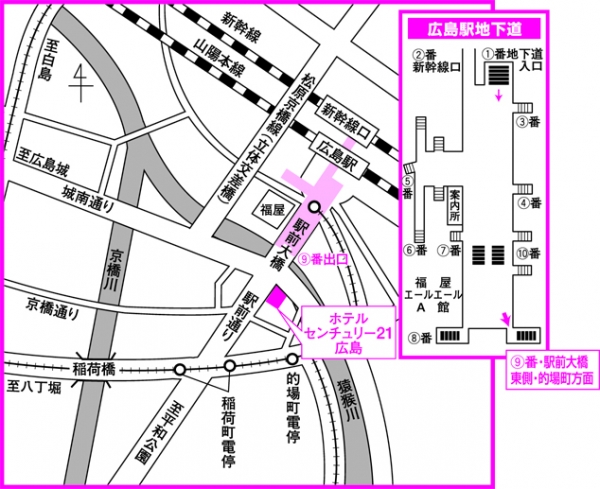 新幹線
山陽本線
至白島
松原京橋線(立体交差橋)
新幹線口
広島駅
至広島城
城南通り
福屋
駅前大橋
⑨番出口
京橋川
京橋通り
駅前通り
ホテル
センチュリー21
広島
稲荷橋
至八丁堀
至平和公園
稲荷町電停
的場町電停
猿猴川
広島駅地下道
②番
新幹線口
①番地下道
入口
③番
⑤番
案内所
④番
⑥番
⑦番
⑩番
福屋
エールエール
A館
⑧番
⑨番・駅前大橋
東側・的場町方面